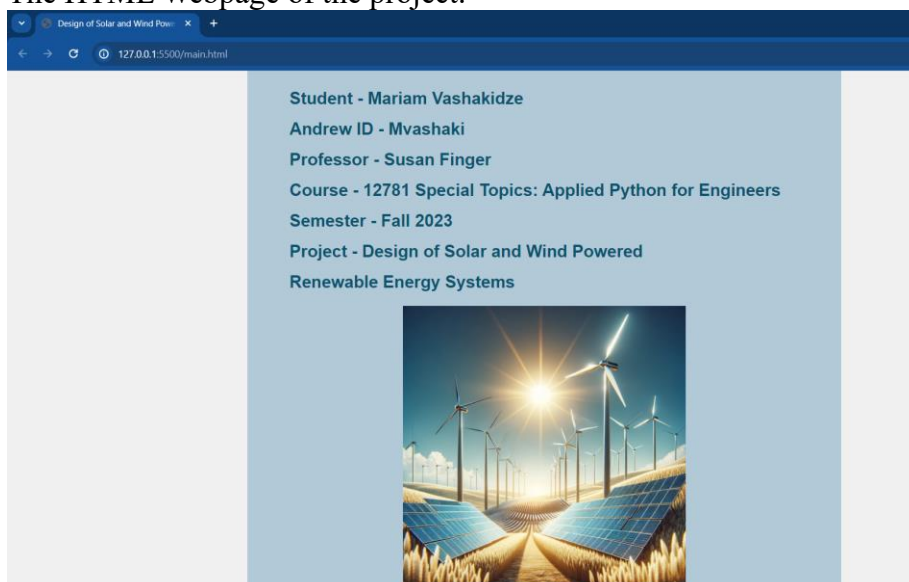 The HTML webpage of the project.
Design of Solar and Wind Powe
127.0.0.1:5500/main.html
Student - Mariam Vashakidze
Andrew ID - Mvashaki
Professor - Susan Finger
Course - 12781 Special Topics: Applied Python for Engineers
Semester - Fall 2023
Project - Design of Solar and Wind Powered
Renewable Energy Systems